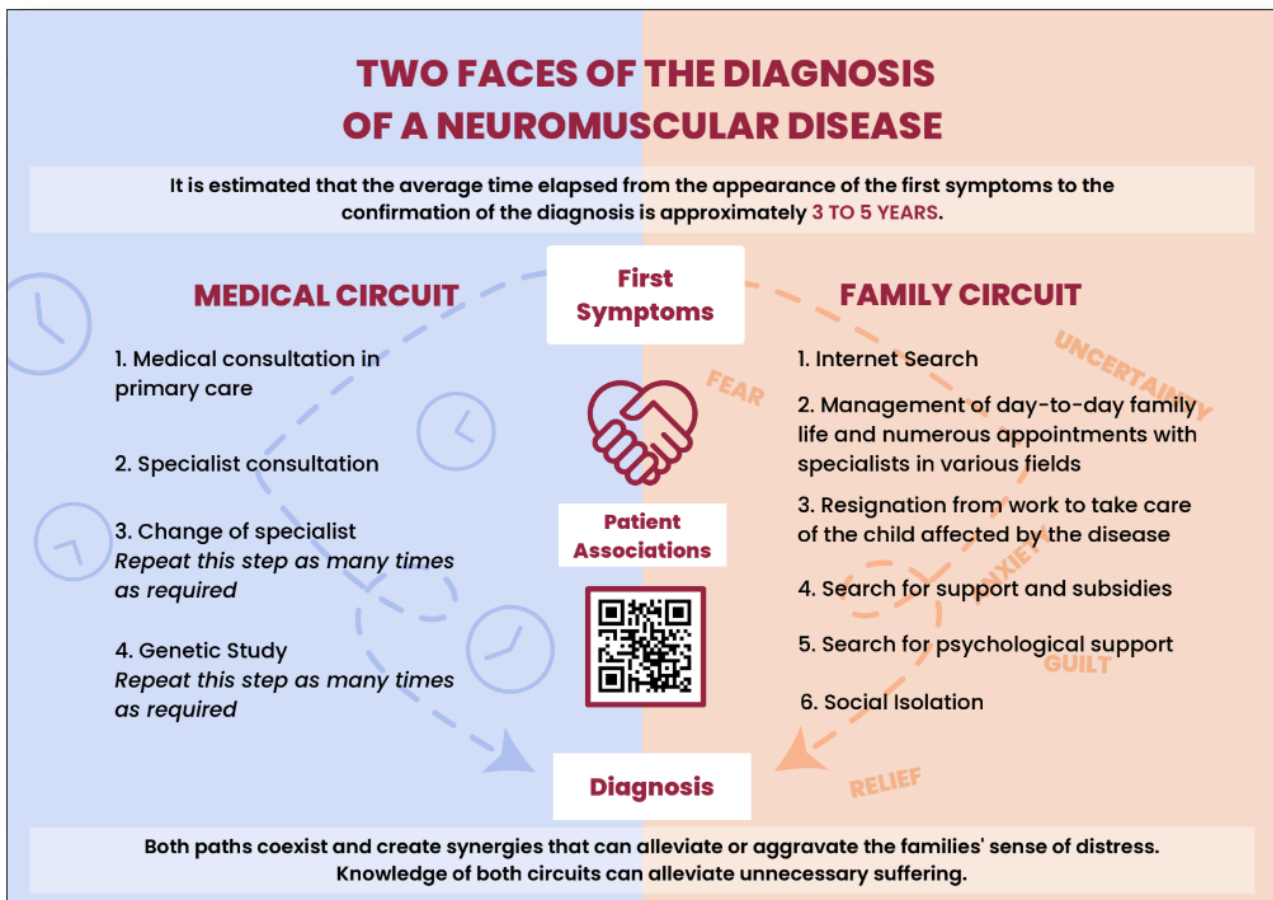 TWO FACES OF THE DIAGNOSIS
OF A NEUROMUSCULAR DISEASE
It is estimated that the average time elapsed from the appearance of the first symptoms to the
confirmation of the diagnosis is approximately 3 TO 5 YEARS.
First
Symptoms
MEDICAL CIRCUIT
1. Medical consultation in
primary care
2. Specialist consultation
3. Change of specialist
Repeat this step as many times
as required
4. Genetic Study
Repeat this step as many times
as required
Patient
Associations
FAMILY CIRCUIT
FEAR
UNCERTAINTY
1. Internet Search
2. Management of day-to-day family
life and numerous appointments with
specialists in various fields
3. Resignation from work to take care
of the child affected by the disease
ANXIETY
4. Search for support and subsidies
5. Search for psychological support
GUILT
6. Social Isolation
RELIEF
Diagnosis
Both paths coexist and create synergies that can alleviate or aggravate the families' sense of distress.
Knowledge of both circuits can alleviate unnecessary suffering.